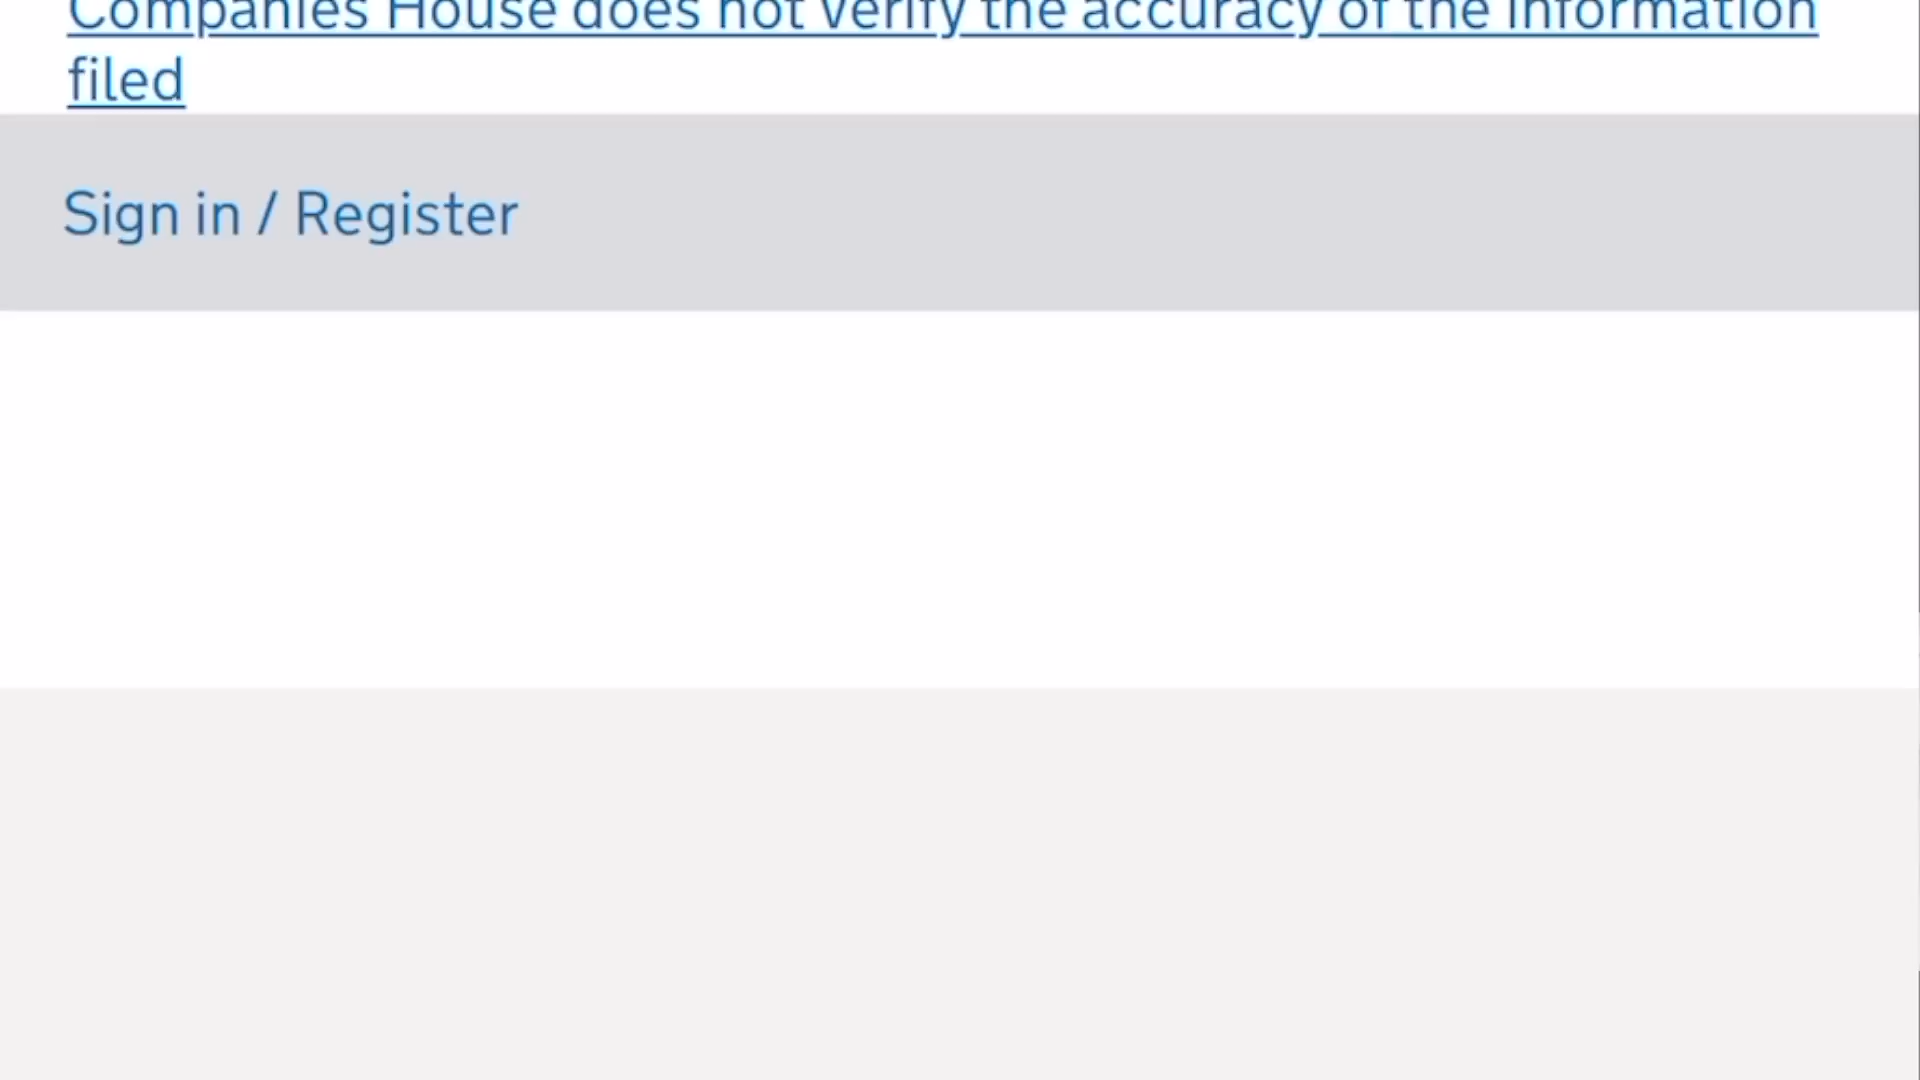 Companies House does not verify the accuracy of the information
filed
Sign in / Register